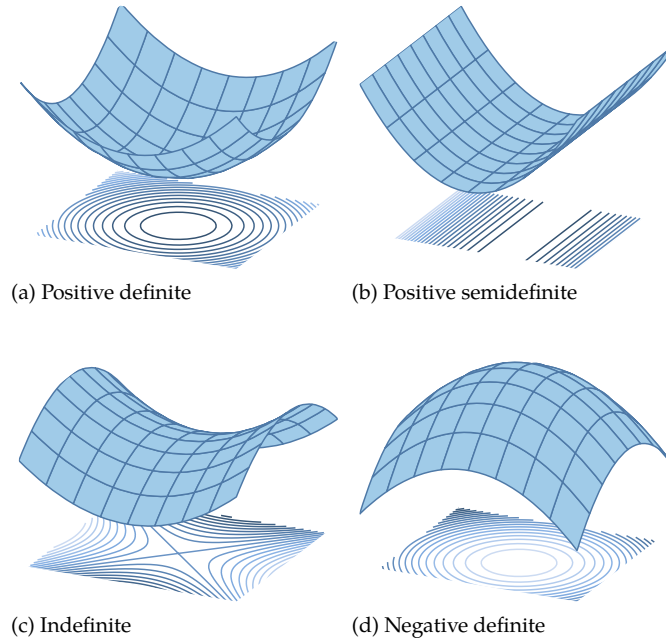 (a) Positive definite
(b) Positive semidefinite
(c) Indefinite
(d) Negative definite